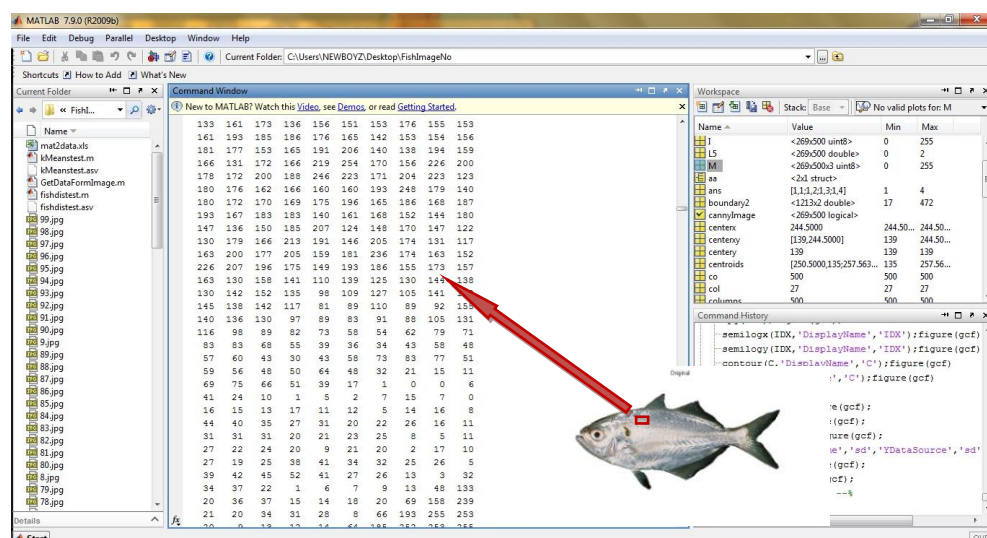 MATLAB 7.9.0 (R2009b)
File Edit Debug Parallel Desktop Window Help
Current Folder: C:\Users\NEWBOYZ\Desktop\FishImageNo
Shortcuts How to Add What's New
Current Folder
« FishI...
Name
mat2data.xls
kMeanstest.m
kMeanstest.asv
GetDataFormImage.m
fishdistest.m
fishdistest.asv
99.jpg
98.jpg
97.jpg
96.jpg
95.jpg
94.jpg
93.jpg
92.jpg
91.jpg
90.jpg
9.jpg
89.jpg
88.jpg
87.jpg
86.jpg
85.jpg
84.jpg
83.jpg
82.jpg
81.jpg
80.jpg
8.jpg
79.jpg
78.jpg
Details
Start
Command Window
New to MATLAB? Watch this Video, see Demos, or read Getting Started.
133 161 173 136 156 151 153 176 155 153
161 193 185 186 176 165 142 153 154 156
181 177 153 165 191 206 140 138 194 159
166 131 172 166 219 254 170 156 226 200
178 172 200 188 246 223 171 204 223 123
180 176 162 166 160 160 193 248 179 140
180 172 170 169 175 196 165 186 168 187
193 167 183 183 140 161 168 152 144 180
147 136 150 185 207 124 148 170 147 122
130 179 166 213 191 146 205 174 131 117
163 200 177 205 159 181 236 174 163 152
226 207 196 175 149 193 186 155 173 157
163 130 158 141 110 139 125 130 144 138
130 142 152 135 98 109 127 105 141
145 138 142 117 81 89 110 89 92 155
140 136 130 97 89 83 91 88 105 131
116 98 89 82 73 58 54 62 79 71
83 83 68 55 39 36 34 43 58 48
57 60 43 30 43 58 73 83 77 51
59 56 48 50 64 48 32 21 15 11
69 75 66 51 39 17 1 0 0 6
41 24 10 1 5 2 7 15 7 0
16 15 13 17 11 12 5 14 16 8
44 40 35 27 31 20 22 26 16 11
31 31 31 20 21 23 25 8 5 11
27 22 24 20 9 21 20 2 17 10
27 19 25 38 41 34 32 25 26 5
39 42 45 52 41 27 26 13 3 32
34 37 22 1 6 7 9 13 48 133
20 36 37 15 14 18 20 69 158 239
21 20 34 31 28 8 66 193 255 253
fx
Original
Workspace
Stack: Base No valid plots for: M
Name Value Min Max
I <269x500 uint8> 0 255
L5 <269x500 double> 0 2
M <269x500x3 uint8> 0 255
aa <2x1 struct>
ans [1,1;1,2;1,3;1,4] 1 4
boundary2 <1213x2 double> 17 472
cannyImage <269x500 logical>
centerx 244.5000 244.50... 244.50...
centerxy [139,244.5000] 139 244.50...
centery 139 139 139
centroids [250.5000,135;257.563... 135 257.56...
co 500 500 500
col 27 27 27
columns 500 500 500
Command History
semilogx(IDX,'DisplayName','IDX');figure(gcf)
semilogy(IDX,'DisplayName','IDX');figure(gcf)
contour(C,'DisplayName','C');figure(gcf)
','C');figure(gcf)
re(gcf);
(gcf);
gure(gcf);
me','sd','YDataSource','sd'
(gcf);
gcf);
--%